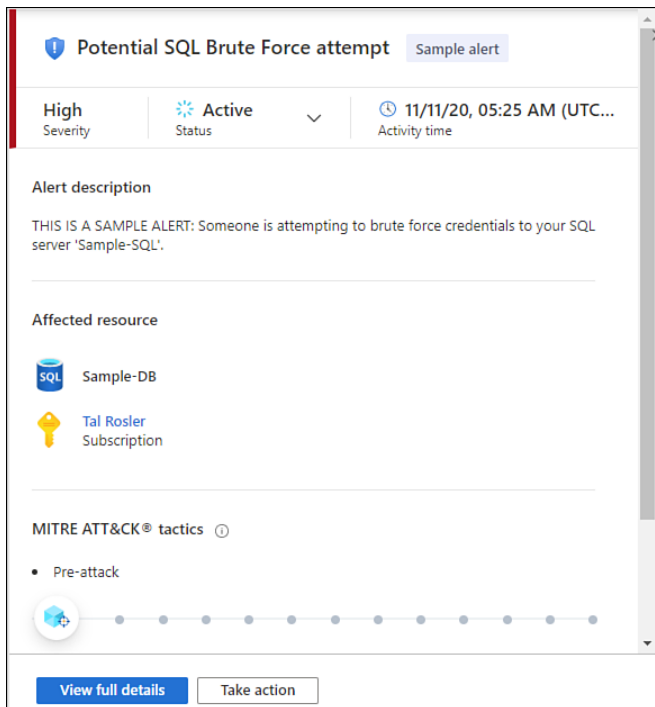 Potential SQL Brute Force attempt
Sample alert
High
Severity
Active
Status
11/11/20, 05:25 AM (UTC...
Activity time
Alert description
THIS IS A SAMPLE ALERT: Someone is attempting to brute force credentials to your SQL
server 'Sample-SQL'.
Affected resource
SQL
Sample-DB
Tal Rosler
Subscription
MITRE ATT&CK® tactics
• Pre-attack
View full details
Take action